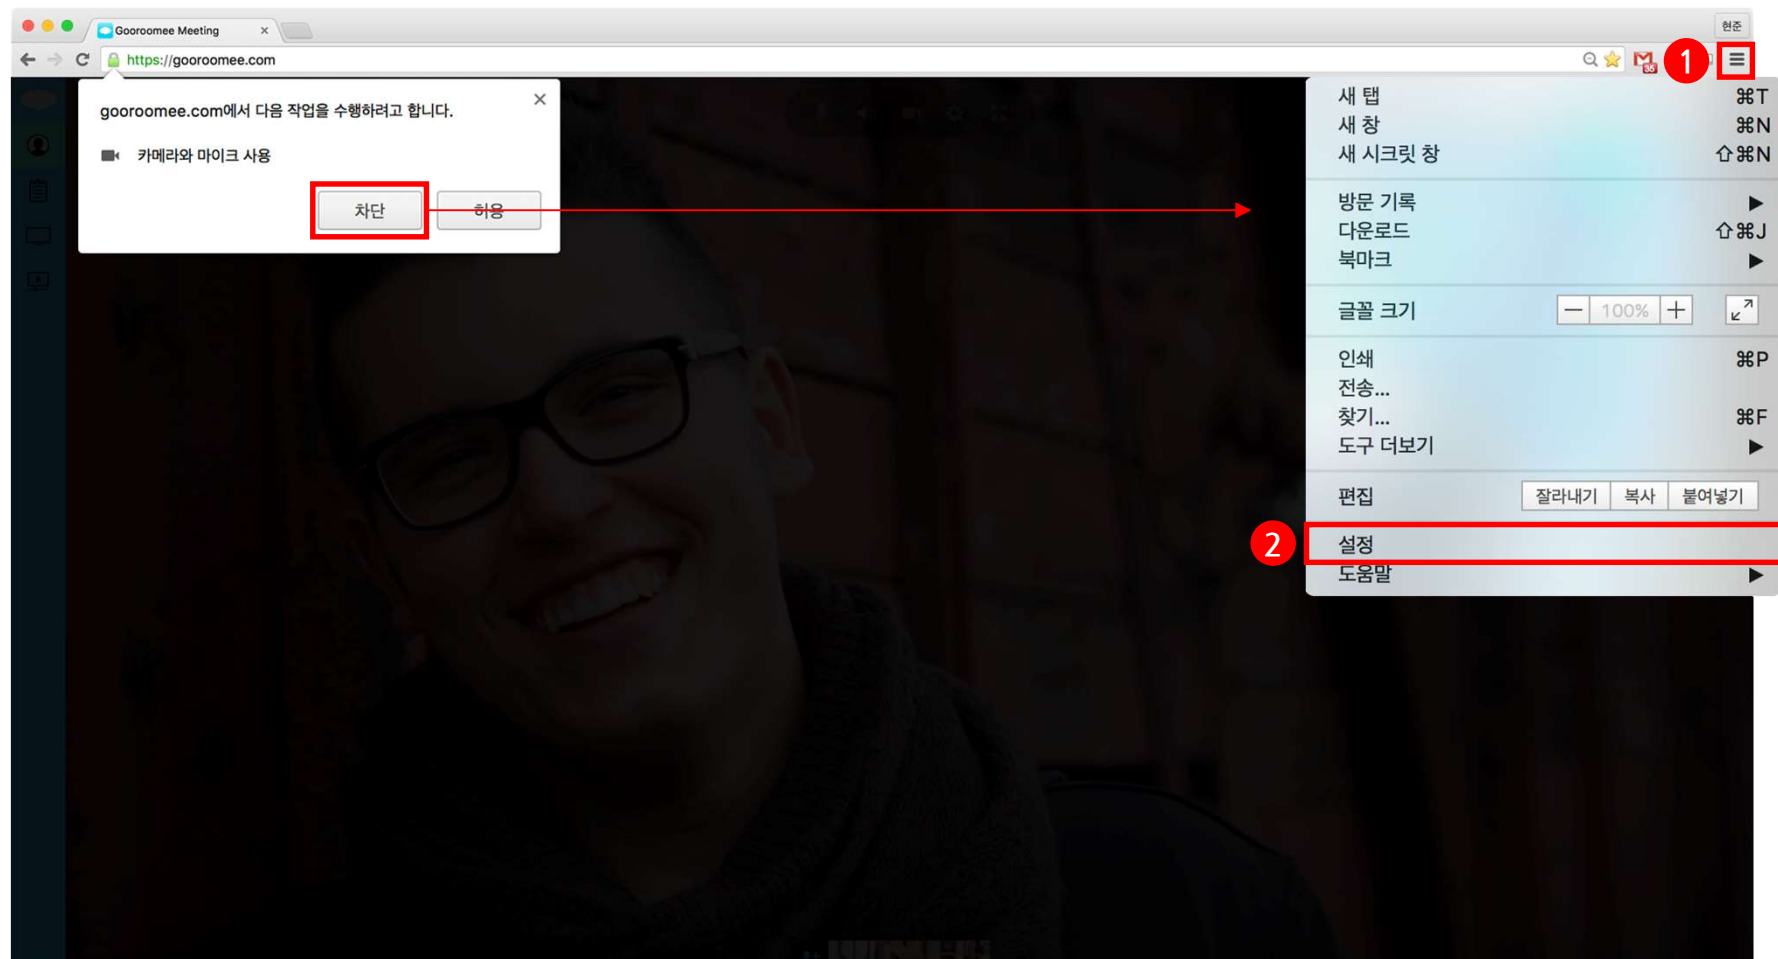 Gooroomee Meeting
현준
https://gooroomee.com
35
1
gooroomee.com에서 다음 작업을 수행하려고 합니다.
카메라와 마이크 사용
차단
허용
새 탭 ⌘T
새 창 ⌘N
새 시크릿 창 ⇧⌘N
방문 기록 ▶
다운로드 ⇧⌘J
북마크 ▶
글꼴 크기 — 100% +
인쇄 ⌘P
전송...
찾기... ⌘F
도구 더보기 ▶
편집 잘라내기 복사 붙여넣기
2 설정
도움말 ▶